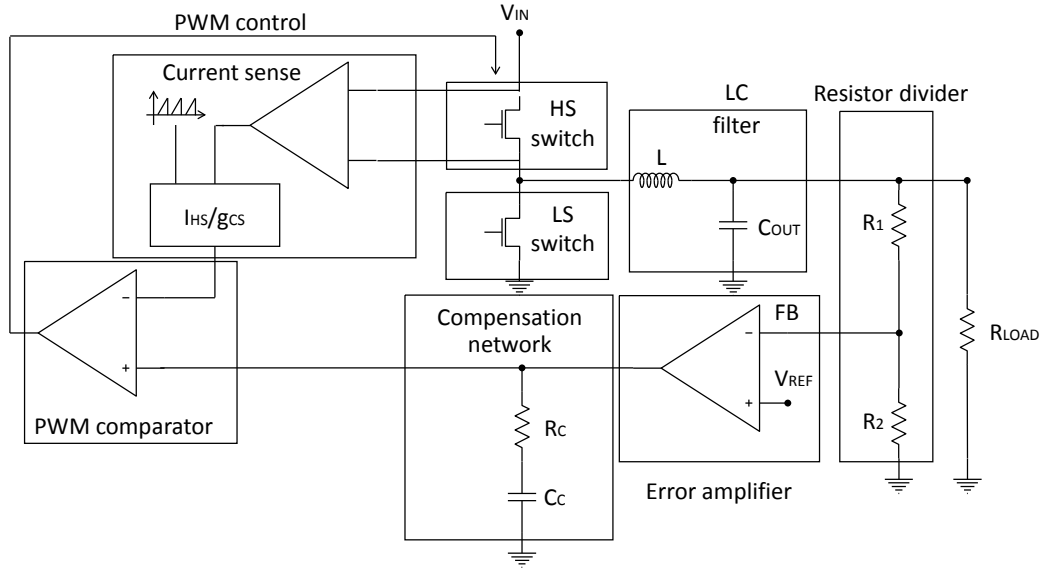 PWM control
VIN
Current sense
HS
switch
LC
filter
Resistor divider
L
IHS/gCS
LS
switch
COUT
R1
−
+
PWM comparator
Compensation
network
RC
CC
FB
−
VREF
+
Error amplifier
R2
RLOAD